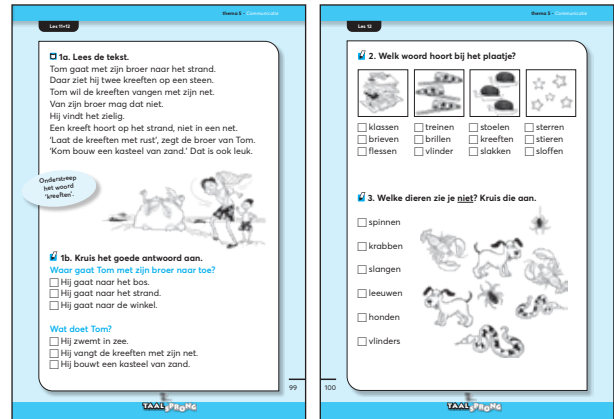 thema 5 - Communicatie
Les 11+12
1a. Lees de tekst.
Tom gaat met zijn broer naar het strand.
Daar ziet hij twee kreeften op een steen.
Tom wil de kreeften vangen met zijn net.
Van zijn broer mag dat niet.
Hij vindt het zielig.
Een kreeft hoort op het strand, niet in een net.
‘Laat de kreeften met rust’, zegt de broer van Tom.
‘Kom bouw een kasteel van zand.’ Dat is ook leuk.
Onderstreep
het woord
‘kreeften’.
1b. Kruis het goede antwoord aan.
Waar gaat Tom met zijn broer naar toe?
Hij gaat naar het bos.
Hij gaat naar het strand.
Hij gaat naar de winkel.
Wat doet Tom?
Hij zwemt in zee.
Hij vangt de kreeften met zijn net.
Hij bouwt een kasteel van zand.
99
TAAL SPRONG
thema 5 - Communicatie
Les 12
2. Welk woord hoort bij het plaatje?
klassen treinen stoelen sterren
brieven brillen kreeften stieren
flessen vlinder slakken sloffen
3. Welke dieren zie je niet? Kruis die aan.
spinnen
krabben
slangen
leeuwen
honden
vlinders
100
TAAL SPRONG